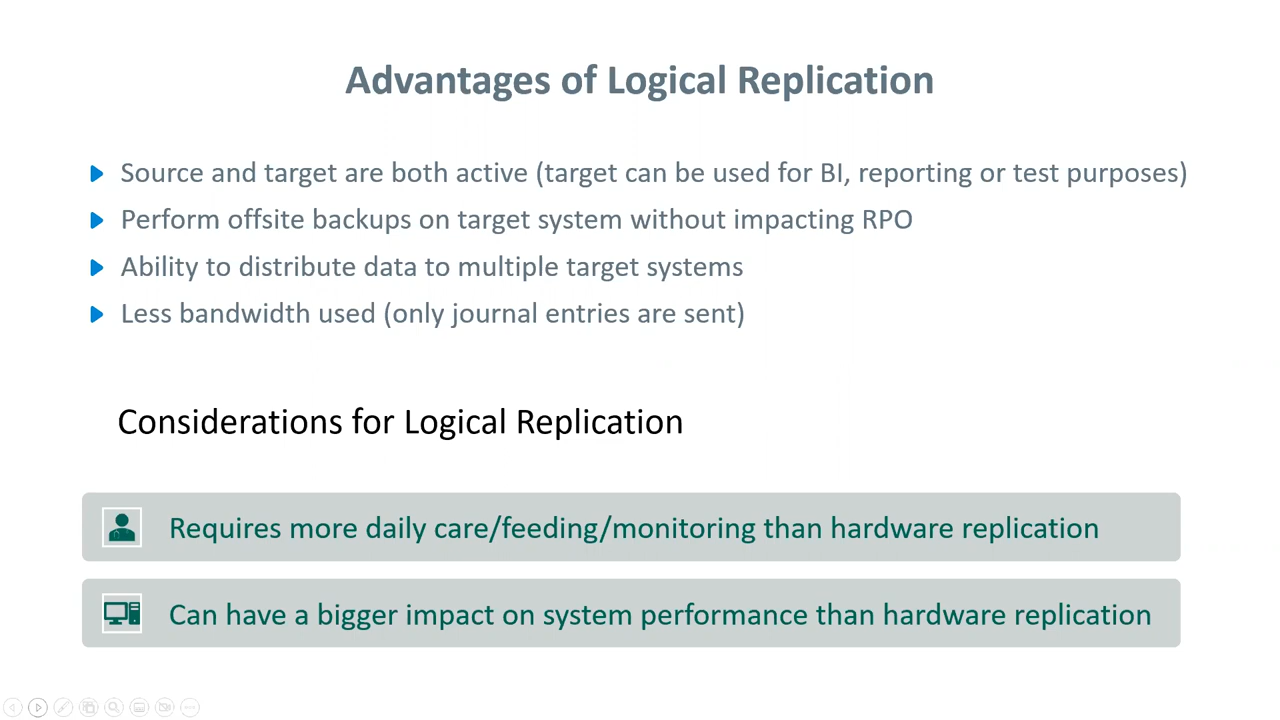 Advantages of Logical Replication
Source and target are both active (target can be used for BI, reporting or test purposes)
Perform offsite backups on target system without impacting RPO
Ability to distribute data to multiple target systems
Less bandwidth used (only journal entries are sent)
Considerations for Logical Replication
Requires more daily care/feeding/monitoring than hardware replication
Can have a bigger impact on system performance than hardware replication